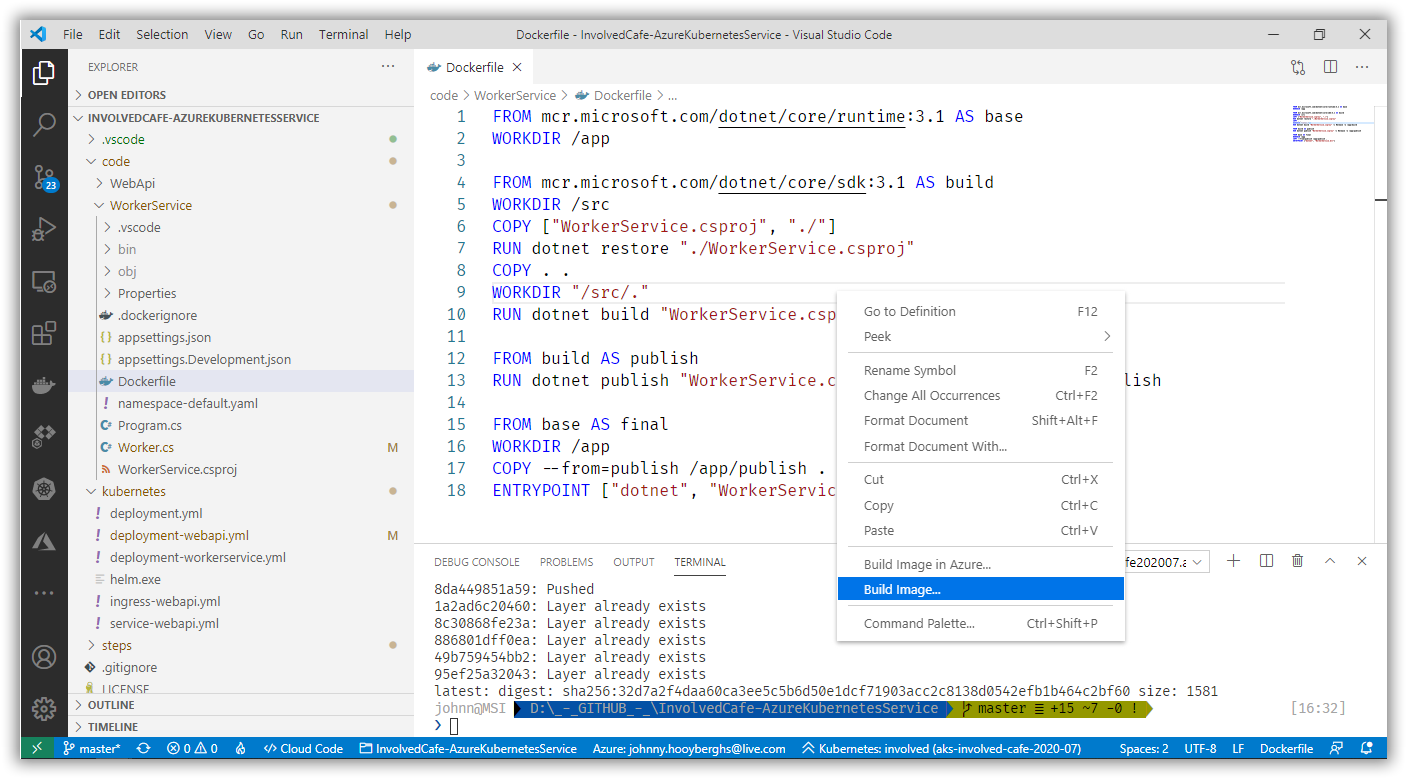 File Edit Selection View Go Run Terminal Help Dockerfile - InvolvedCafe-AzureKubernetesService - Visual Studio Code
EXPLORER ...
OPEN EDITORS
INVOLVEDCAFE-AZUREKUBERNETESSERVICE
.vscode
code
WebApi
WorkerService
.vscode
bin
obj
Properties
.dockerignore
{} appsettings.json
{} appsettings.Development.json
Dockerfile
! namespace-default.yaml
C# Program.cs
C# Worker.cs M
WorkerService.csproj
kubernetes
! deployment.yml
! deployment-webapi.yml M
! deployment-workerservice.yml
helm.exe
! ingress-webapi.yml
! service-webapi.yml
steps
.gitignore
LICENSE
OUTLINE
TIMELINE
23
Dockerfile
code > WorkerService > Dockerfile > ...
1 FROM mcr.microsoft.com/dotnet/core/runtime:3.1 AS base
2 WORKDIR /app
3
4 FROM mcr.microsoft.com/dotnet/core/sdk:3.1 AS build
5 WORKDIR /src
6 COPY ["WorkerService.csproj", "./"]
7 RUN dotnet restore "./WorkerService.csproj"
8 COPY . .
9 WORKDIR "/src/."
10 RUN dotnet build "WorkerService.csp
11
12 FROM build AS publish
13 RUN dotnet publish "WorkerService.c lish
14
15 FROM base AS final
16 WORKDIR /app
17 COPY --from=publish /app/publish .
18 ENTRYPOINT ["dotnet", "WorkerServic
Go to Definition F12
Peek >
Rename Symbol F2
Change All Occurrences Ctrl+F2
Format Document Shift+Alt+F
Format Document With...
Cut Ctrl+X
Copy Ctrl+C
Paste Ctrl+V
Build Image in Azure...
Build Image...
Command Palette... Ctrl+Shift+P
DEBUG CONSOLE PROBLEMS OUTPUT TERMINAL fe202007.a
8da449851a59: Pushed
1a2ad6c20460: Layer already exists
8c30868fe23a: Layer already exists
886801dff0ea: Layer already exists
49b759454bb2: Layer already exists
95ef25a32043: Layer already exists
latest: digest: sha256:32d7a2f4daa60ca3ee5c5b6d50e1dcf71903acc2c8138d0542efb1b464c2bf60 size: 1581
johnn@MSI D:\_-_GITHUB_-_\InvolvedCafe-AzureKubernetesService master ≡ +15 ~7 -0 ! [16:32]
❯
master* 0 0 Cloud Code InvolvedCafe-AzureKubernetesService Azure: johnny.hooyberghs@live.com Kubernetes: involved (aks-involved-cafe-2020-07) Spaces: 2 UTF-8 LF Dockerfile